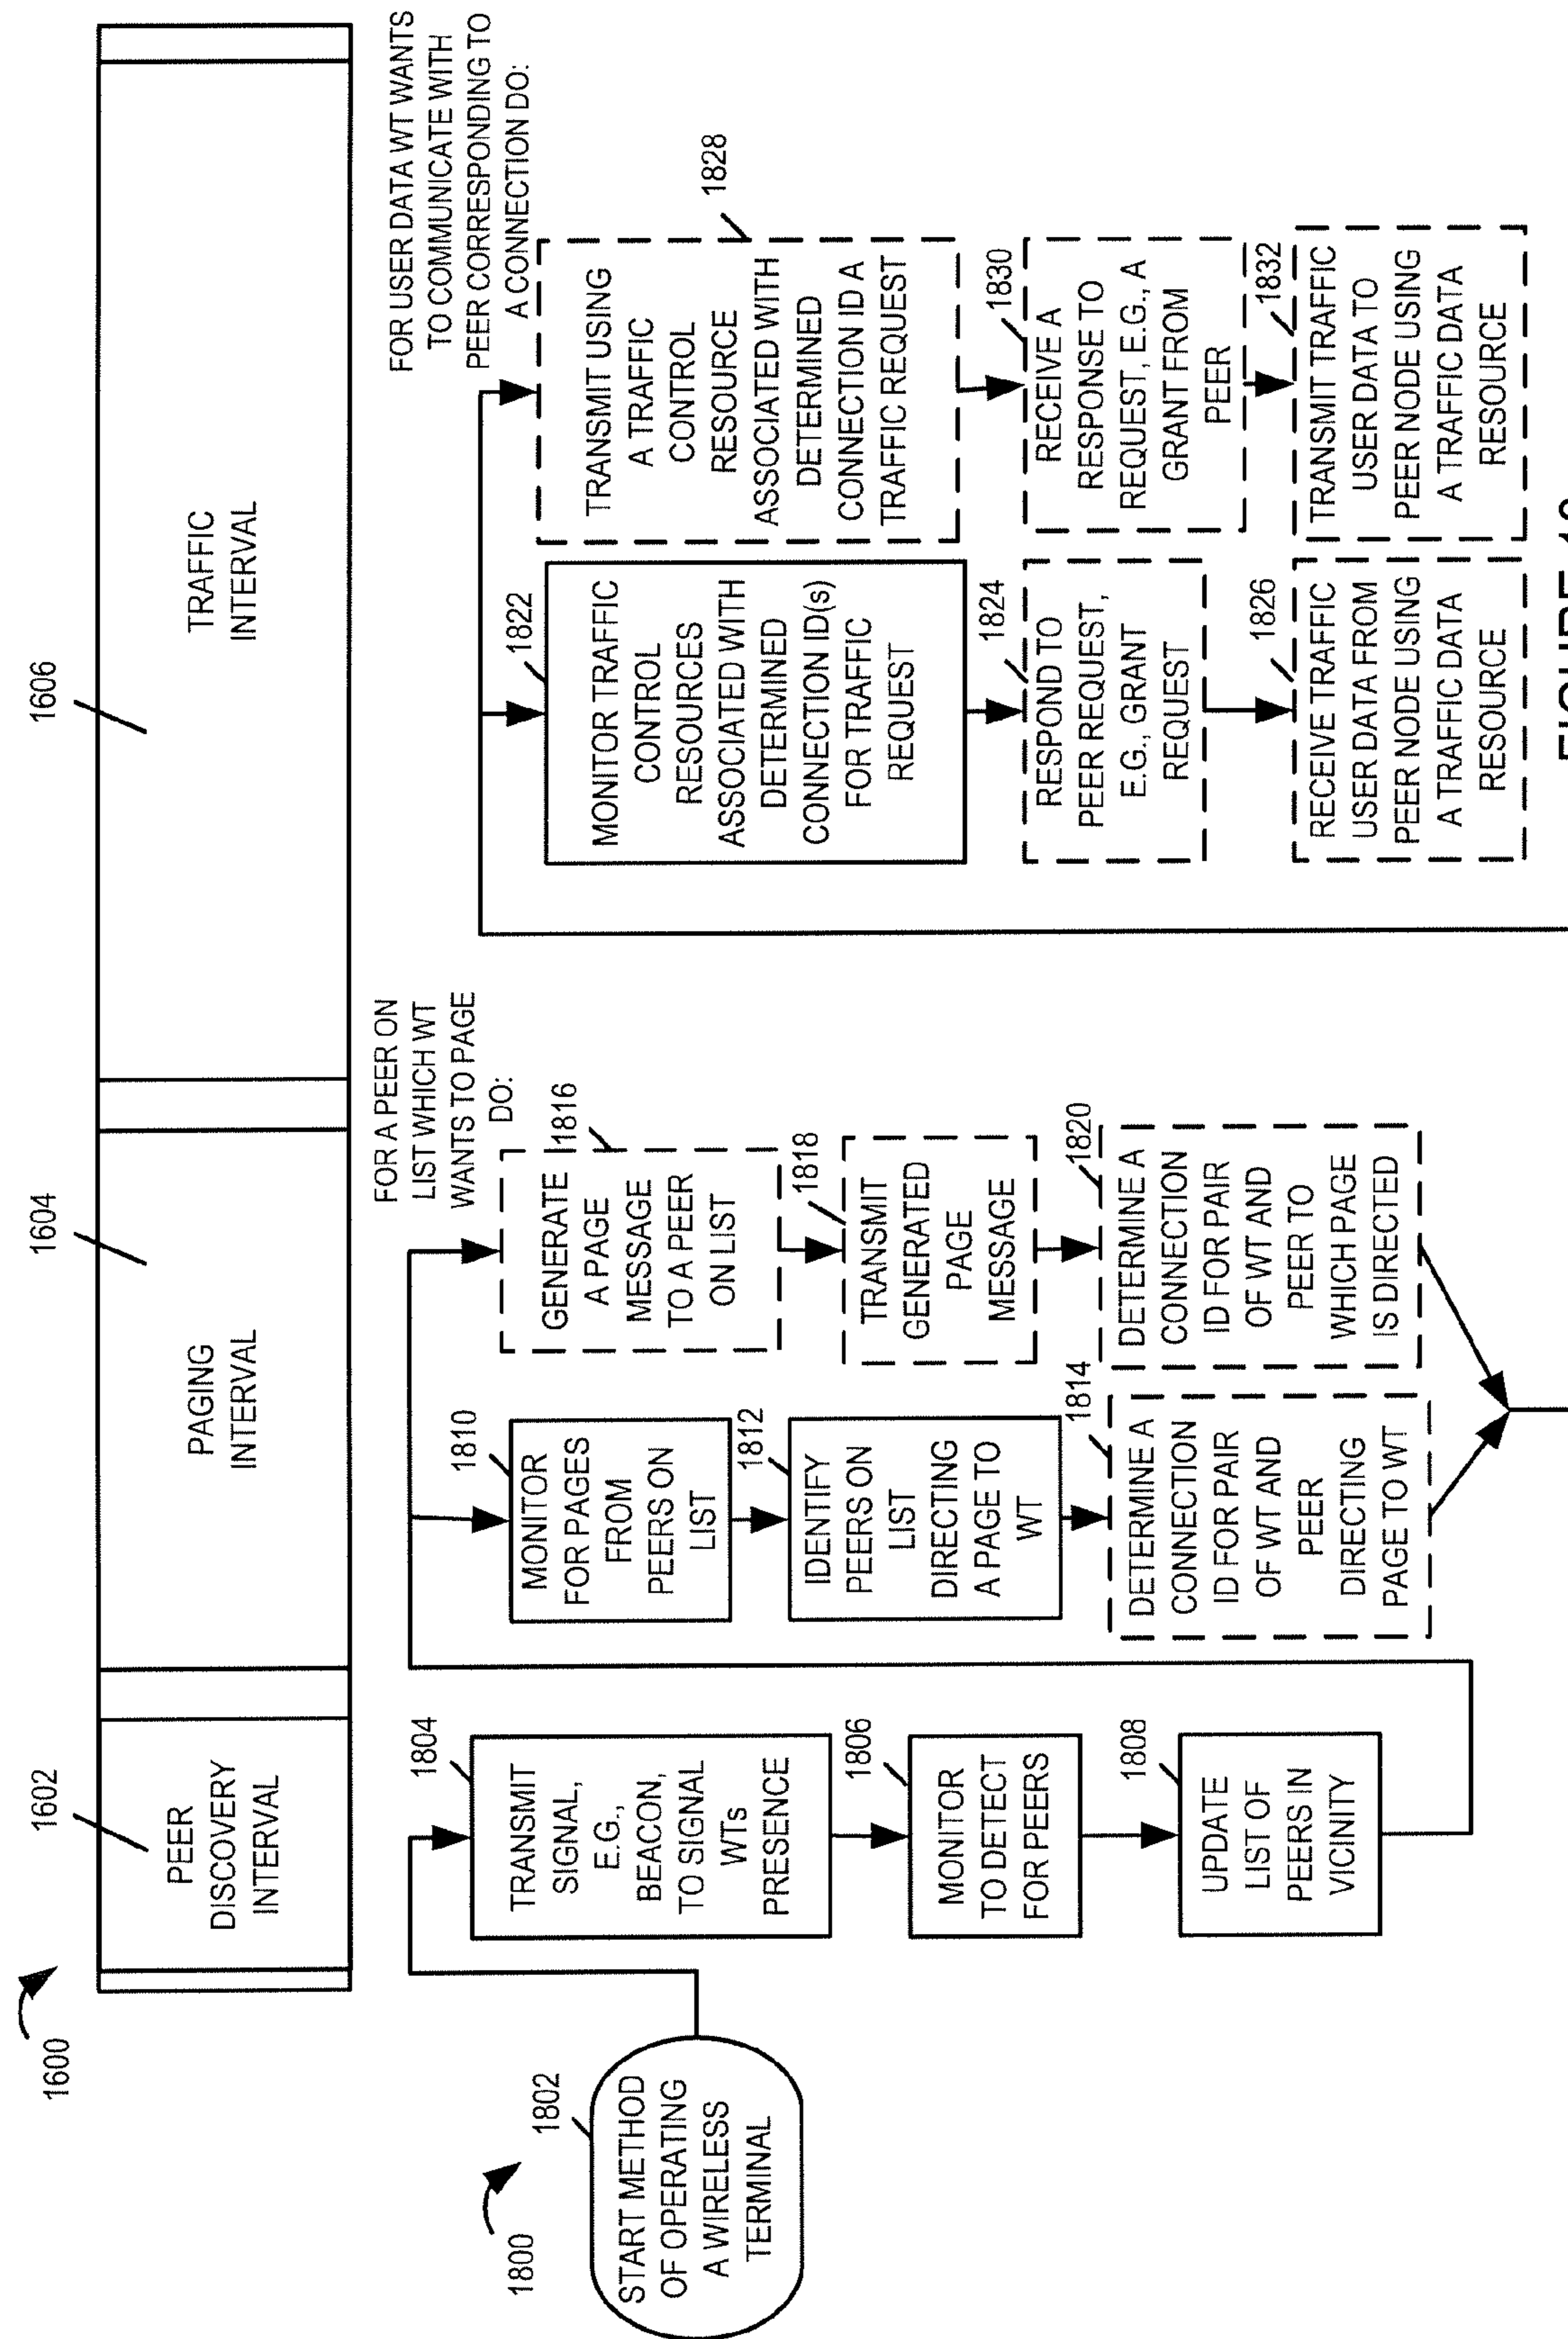 1600
1602
PEER
DISCOVERY
INTERVAL
1604
PAGING
INTERVAL
1606
TRAFFIC
INTERVAL
1800
1802
START METHOD
OF OPERATING
A WIRELESS
TERMINAL
1804
TRANSMIT
SIGNAL,
E.G.,
BEACON,
TO SIGNAL
WTs
PRESENCE
1806
MONITOR
TO DETECT
FOR PEERS
1808
UPDATE
LIST OF
PEERS IN
VICINITY
1810
MONITOR
FOR PAGES
FROM
PEERS ON
LIST
1812
IDENTIFY
PEERS ON
LIST
DIRECTING
A PAGE TO
WT
1814
DETERMINE A
CONNECTION
ID FOR PAIR
OF WT AND
PEER
DIRECTING
PAGE TO WT
FOR A PEER ON
LIST WHICH WT
WANTS TO PAGE
DO:
1816
GENERATE
A PAGE
MESSAGE
TO A PEER
ON LIST
1818
TRANSMIT
GENERATED
PAGE
MESSAGE
1820
DETERMINE A
CONNECTION
ID FOR PAIR
OF WT AND
PEER TO
WHICH PAGE
IS DIRECTED
1822
MONITOR TRAFFIC
CONTROL
RESOURCES
ASSOCIATED WITH
DETERMINED
CONNECTION ID(s)
FOR TRAFFIC
REQUEST
1824
RESPOND TO
PEER REQUEST,
E.G., GRANT
REQUEST
1826
RECEIVE TRAFFIC
USER DATA FROM
PEER NODE USING
A TRAFFIC DATA
RESOURCE
FOR USER DATA WT WANTS
TO COMMUNICATE WITH
PEER CORRESPONDING TO
A CONNECTION DO:
1828
TRANSMIT USING
A TRAFFIC
CONTROL
RESOURCE
ASSOCIATED WITH
DETERMINED
CONNECTION ID A
TRAFFIC REQUEST
1830
RECEIVE A
RESPONSE TO
REQUEST, E.G., A
GRANT FROM
PEER
1832
TRANSMIT TRAFFIC
USER DATA TO
PEER NODE USING
A TRAFFIC DATA
RESOURCE
FIGURE